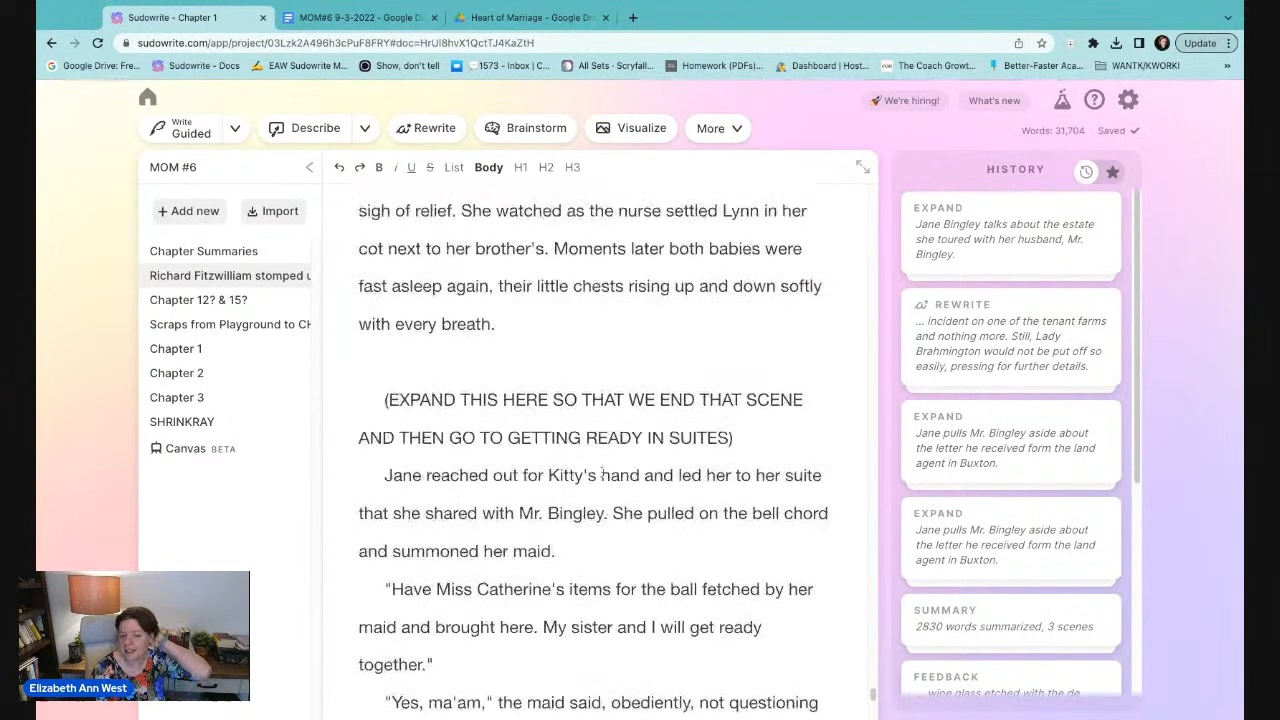 Sudowrite - Chapter 1
MOM#6 9-3-2022 - Google D
Heart of Marriage - Google Dri
sudowrite.com/app/project/03Lzk2A496h3cPuF8FRY#doc=HrUl8hvX1QctTJ4KaZtH
Update
Google Drive: Fre...
Sudowrite - Docs
EAW Sudowrite M...
Show, don't tell
1573 - Inbox | C...
All Sets · Scryfall...
Homework (PDFs)...
Dashboard | Host...
The Coach Growt...
Better-Faster Aca...
WANTK/KWORKI
»
We're hiring!
What's new
Write
Guided
Describe
Rewrite
Brainstorm
Visualize
More
Words: 31,704
Saved
MOM #6
B i U S List Body H1 H2 H3
HISTORY
Add new
Import
Chapter Summaries
Richard Fitzwilliam stomped u
Chapter 12? & 15?
Scraps from Playground to CH
Chapter 1
Chapter 2
Chapter 3
SHRINKRAY
Canvas BETA
sigh of relief. She watched as the nurse settled Lynn in her
cot next to her brother's. Moments later both babies were
fast asleep again, their little chests rising up and down softly
with every breath.
(EXPAND THIS HERE SO THAT WE END THAT SCENE
AND THEN GO TO GETTING READY IN SUITES)
Jane reached out for Kitty's hand and led her to her suite
that she shared with Mr. Bingley. She pulled on the bell chord
and summoned her maid.
"Have Miss Catherine's items for the ball fetched by her
maid and brought here. My sister and I will get ready
together."
"Yes, ma'am," the maid said, obediently, not questioning
EXPAND
Jane Bingley talks about the estate
she toured with her husband, Mr.
Bingley.
REWRITE
... incident on one of the tenant farms
and nothing more. Still, Lady
Brahmington would not be put off so
easily, pressing for further details.
EXPAND
Jane pulls Mr. Bingley aside about
the letter he received form the land
agent in Buxton.
EXPAND
Jane pulls Mr. Bingley aside about
the letter he received form the land
agent in Buxton.
SUMMARY
2830 words summarized, 3 scenes
FEEDBACK
... wine glass etched with the de
Elizabeth Ann West